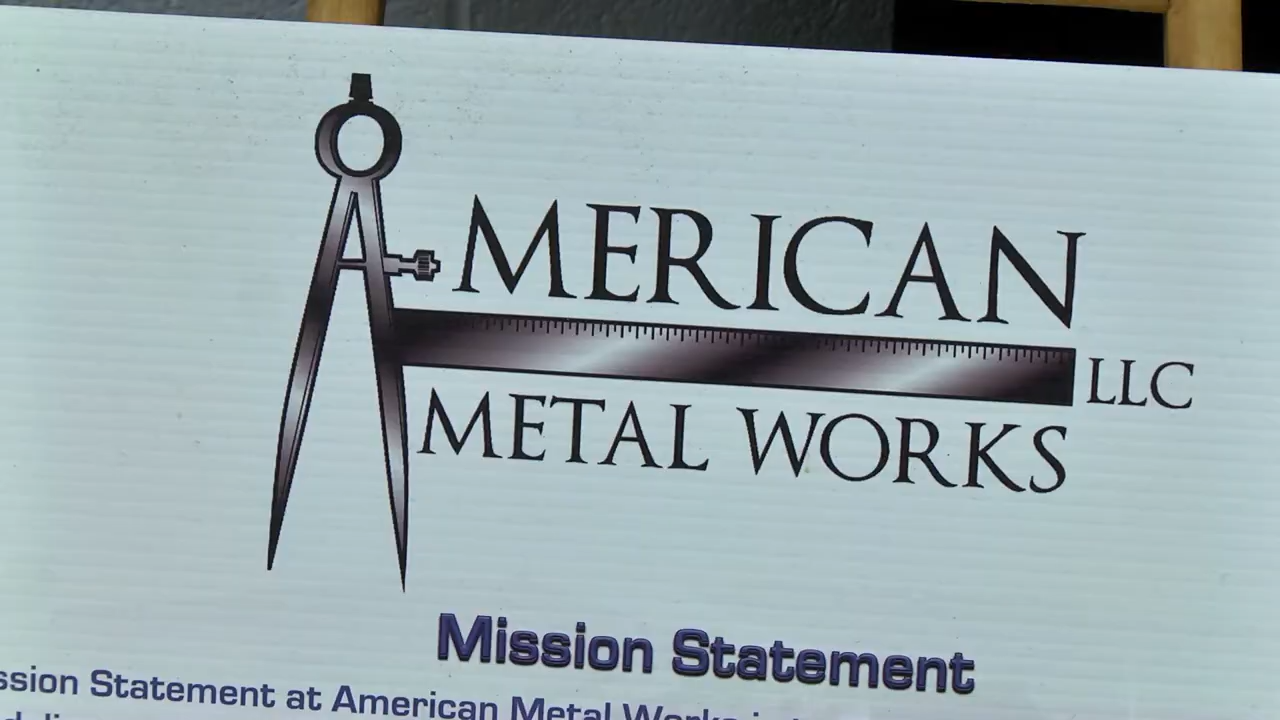 AMERICAN
LLC
METAL WORKS
Mission Statement
ssion Statement at American Metal Works